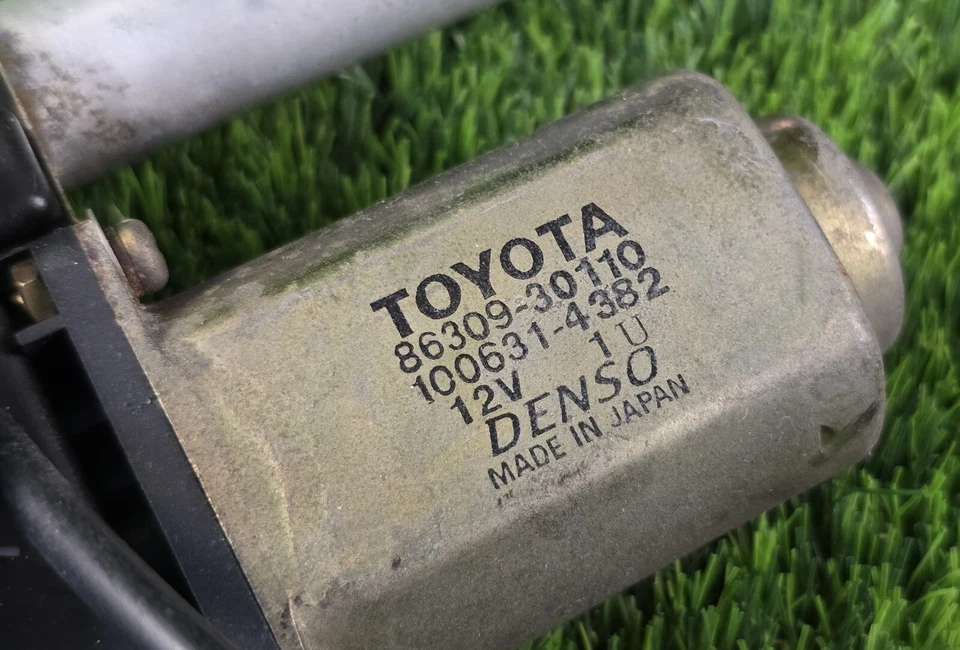 TOYOTA
86309-30110
100631-4382
12V 1U
DENSO
MADE IN JAPAN